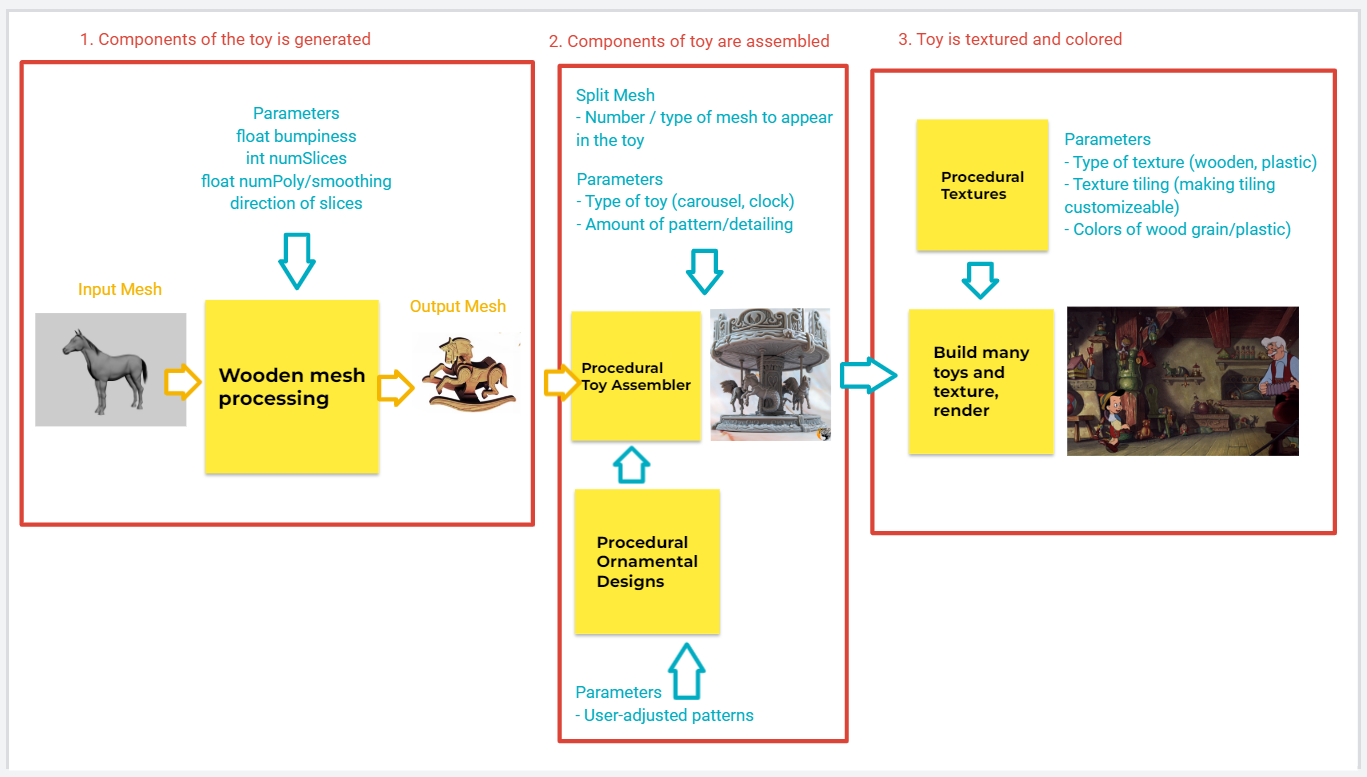 1. Components of the toy is generated
Parameters
float bumpiness
int numSlices
float numPoly/smoothing
direction of slices
Input Mesh
Output Mesh
Wooden mesh
processing
2. Components of toy are assembled
Split Mesh
- Number / type of mesh to appear
in the toy
Parameters
- Type of toy (carousel, clock)
- Amount of pattern/detailing
Procedural
Toy Assembler
Procedural
Ornamental
Designs
Parameters
- User-adjusted patterns
3. Toy is textured and colored
Procedural
Textures
Parameters
- Type of texture (wooden, plastic)
- Texture tiling (making tiling
customizeable)
- Colors of wood grain/plastic)
Build many
toys and
texture,
render